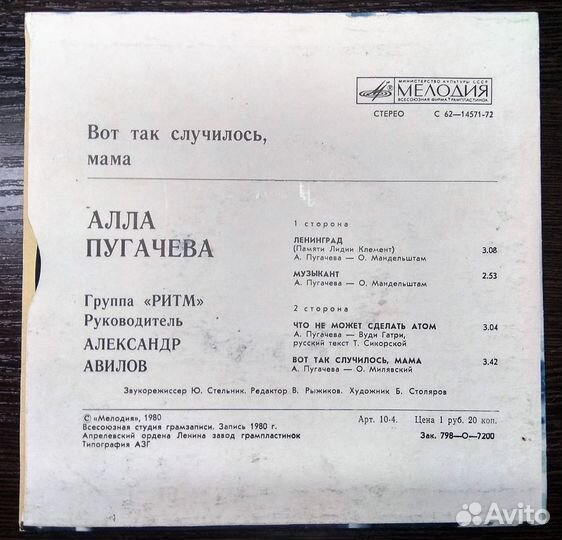 МИНИСТЕРСТВО КУЛЬТУРЫ СССР
МЕЛОДИЯ
ВСЕСОЮЗНАЯ ФИРМА ГРАМПЛАСТИНОК
СТЕРЕО С 62—14571-72
Вот так случилось,
мама
АЛЛА
ПУГАЧЕВА
Группа «РИТМ»
Руководитель
АЛЕКСАНДР
АВИЛОВ
1 сторона
ЛЕНИНГРАД
(Памяти Лидии Клемент) 3.08
А. Пугачева — О. Мандельштам
МУЗЫКАНТ 2.53
А. Пугачева — О. Мандельштам
2 сторона
ЧТО НЕ МОЖЕТ СДЕЛАТЬ АТОМ 3.04
А. Пугачева — Вуди Гатри,
русский текст Т. Сикорской
ВОТ ТАК СЛУЧИЛОСЬ, МАМА 3.42
А. Пугачева — О. Милявский
Звукорежиссер Ю. Стельник. Редактор В. Рыжиков. Художник Б. Столяров
© «Мелодия», 1980 Арт. 10-4. Цена 1 руб. 20 коп.
Всесоюзная студия грамзаписи. Запись 1980 г.
Апрелевский ордена Ленина завод грампластинок Зак. 798—О—7200
Типография АЗГ
Avito